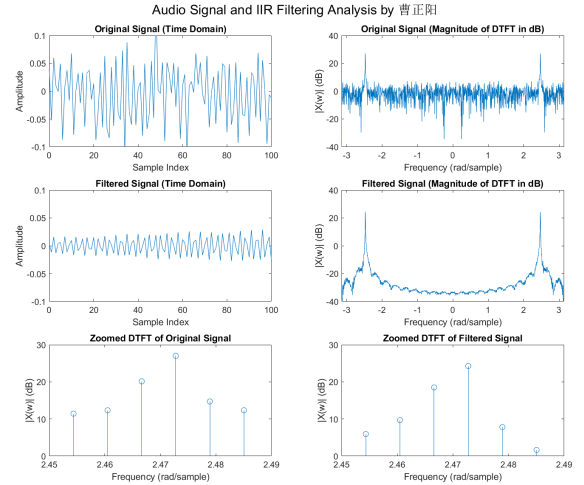 Audio Signal and IIR Filtering Analysis by 曹正阳
Original Signal (Time Domain)
Amplitude
0.1
0.05
0
-0.05
-0.1
0 20 40 60 80 100
Sample Index
Original Signal (Magnitude of DTFT in dB)
|X(w)| (dB)
40
20
0
-20
-40
-3 -2 -1 0 1 2 3
Frequency (rad/sample)
Filtered Signal (Time Domain)
Amplitude
0.1
0.05
0
-0.05
-0.1
0 20 40 60 80 100
Sample Index
Filtered Signal (Magnitude of DTFT in dB)
|X(w)| (dB)
40
20
0
-20
-40
-3 -2 -1 0 1 2 3
Frequency (rad/sample)
Zoomed DTFT of Original Signal
|X(w)| (dB)
30
20
10
0
2.45 2.46 2.47 2.48 2.49
Frequency (rad/sample)
Zoomed DTFT of Filtered Signal
|X(w)| (dB)
30
20
10
0
2.45 2.46 2.47 2.48 2.49
Frequency (rad/sample)